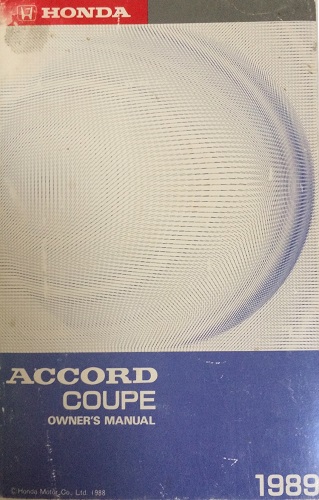 HONDA
ACCORD
COUPE
OWNER'S MANUAL
© Honda Motor Co., Ltd. 1988
1989